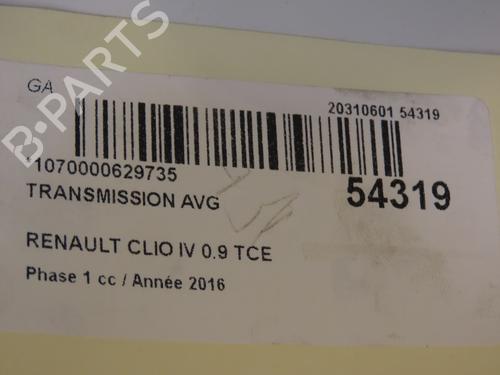 B-PARTS
GA
20310601 54319
1070000629735
54319
TRANSMISSION AVG
RENAULT CLIO IV 0.9 TCE
Phase 1 cc / Année 2016